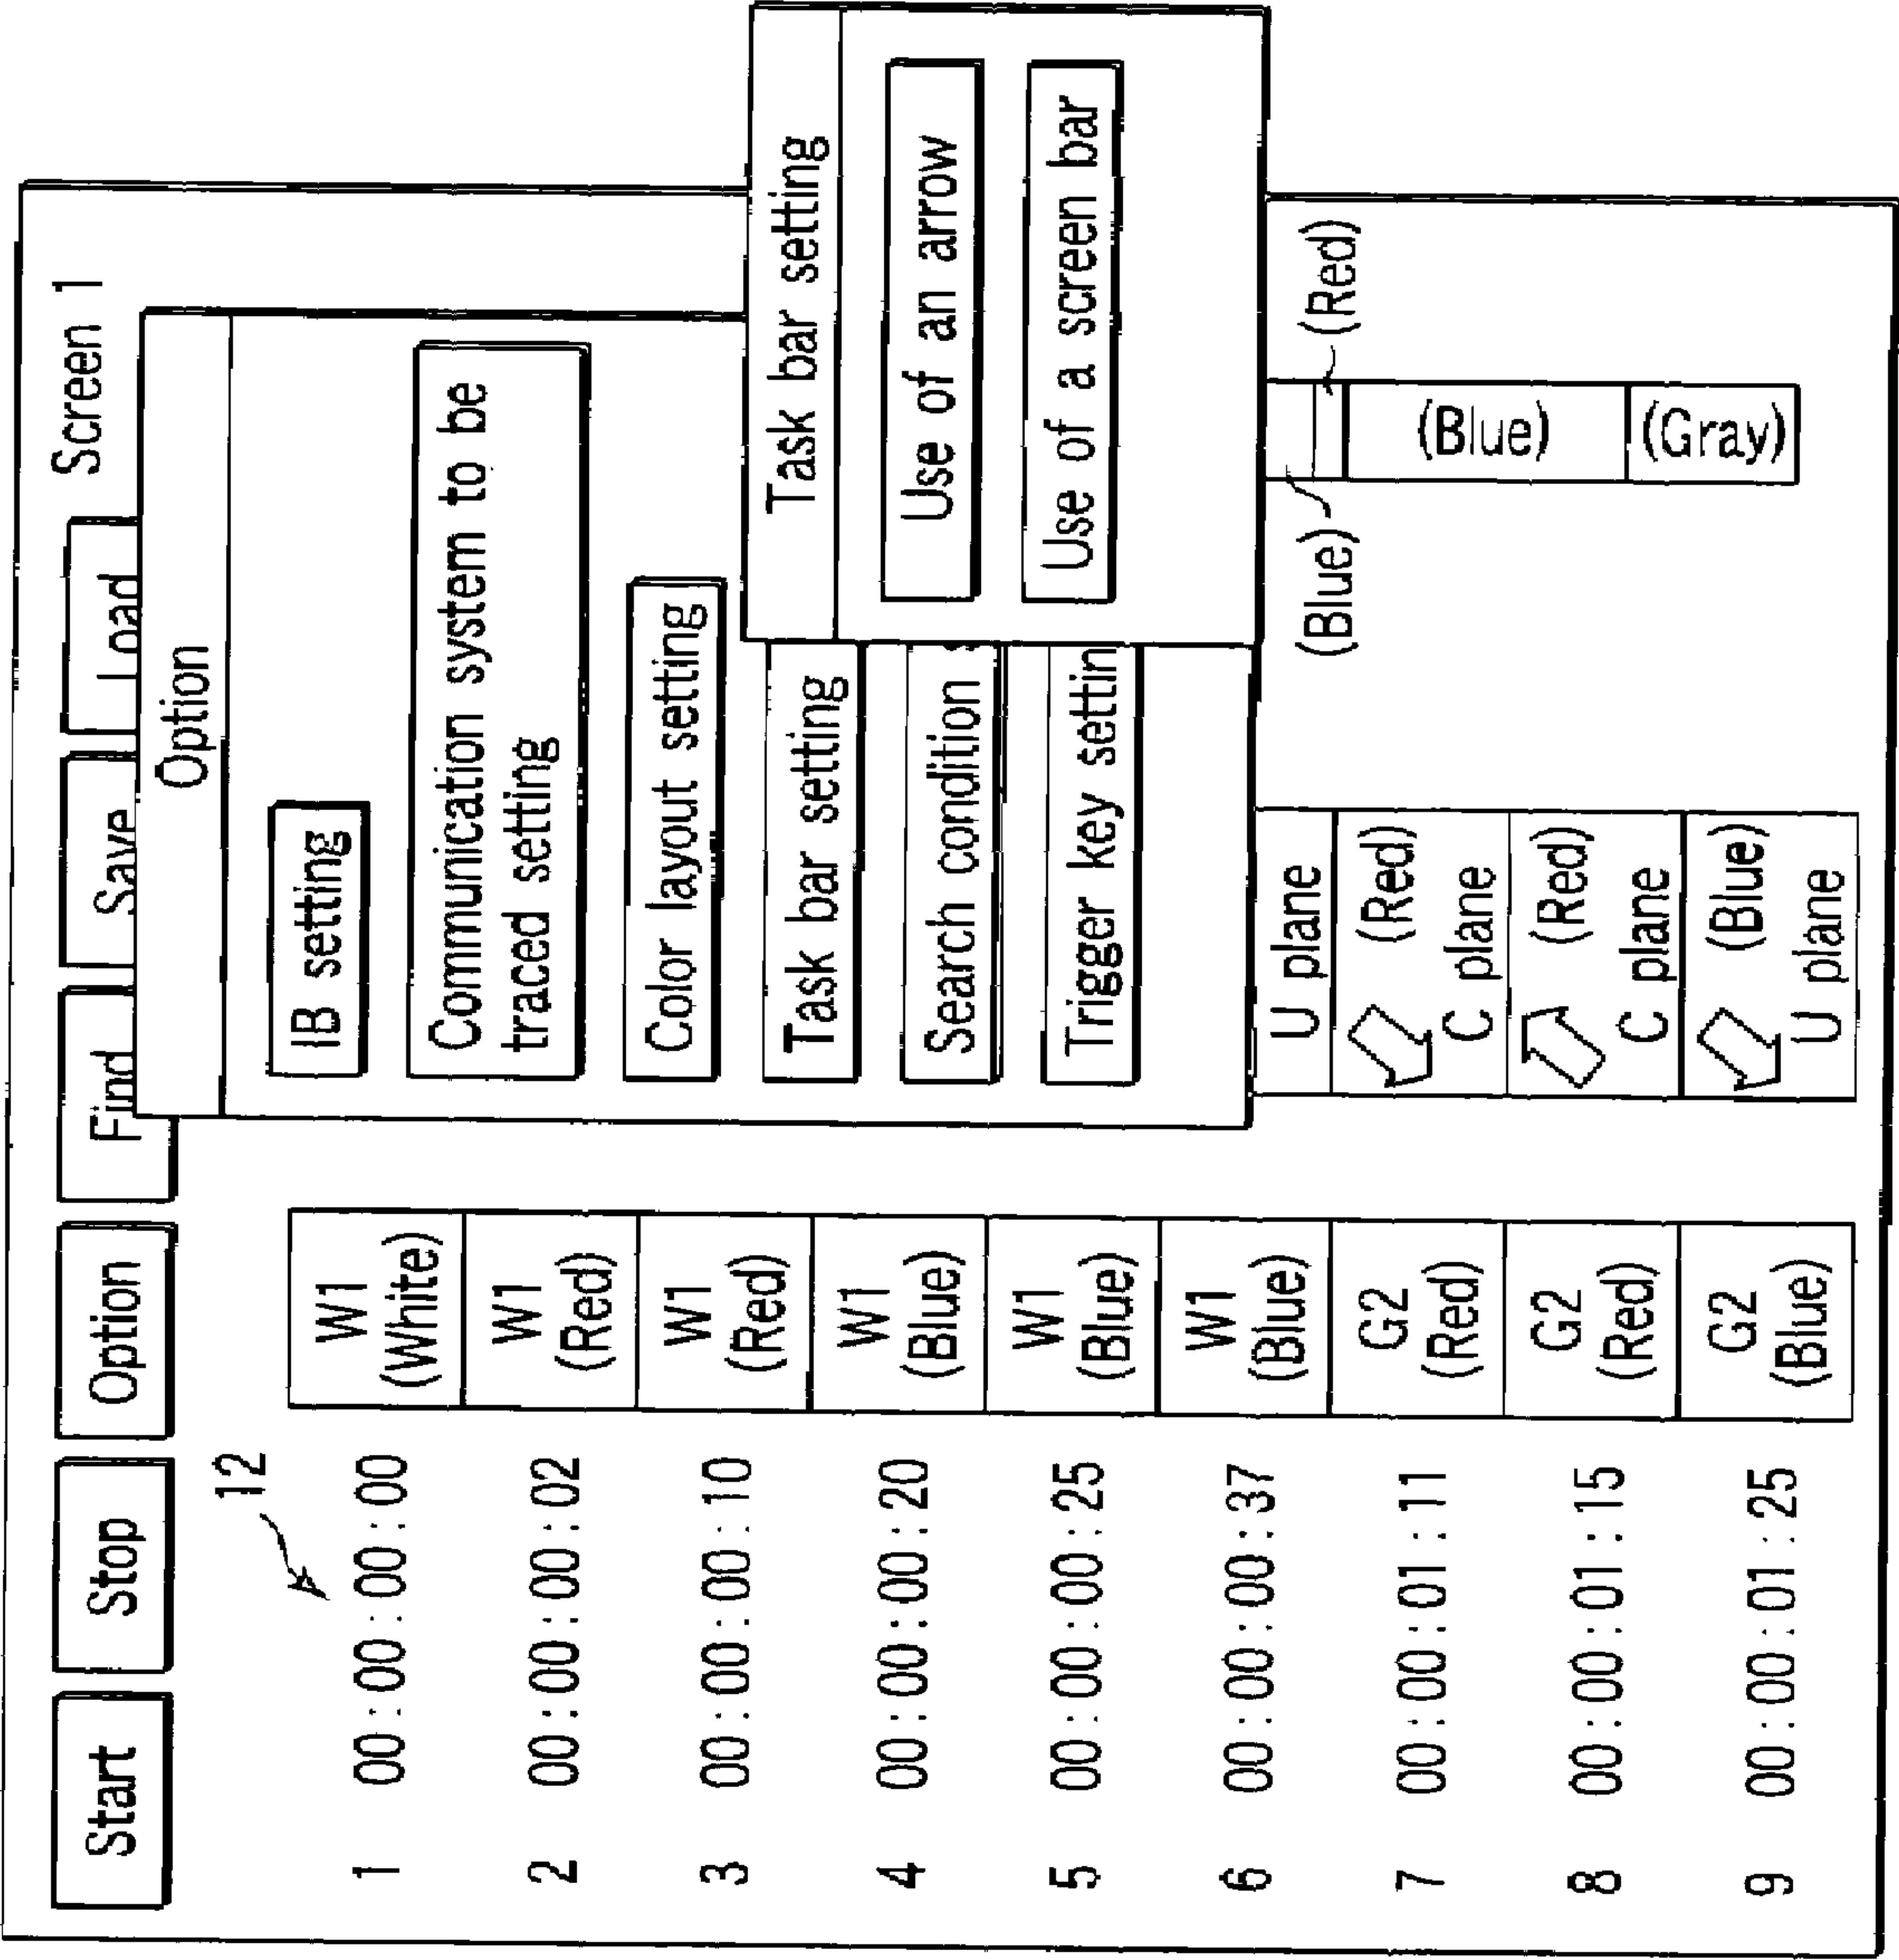 Screen 1
Start
Stop
Option
Find
Save
Load
12
Option
IB setting
Communication system to be
traced setting
Color layout setting
Task bar setting
Search condition
Trigger key settin
Task bar setting
Use of an arrow
Use of a screen bar
1 00:00:00:00 W1
(White)
2 00:00:00:02 W1
(Red)
3 00:00:00:10 W1
(Red)
4 00:00:00:20 W1
(Blue)
5 00:00:00:25 W1
(Blue)
6 00:00:00:37 W1
(Blue)
U plane
7 00:00:01:11 G2
(Red)
(Red)
C plane
8 00:00:01:15 G2
(Red)
(Red)
C plane
9 00:00:01:25 G2
(Blue)
(Blue)
U plane
(Blue)
(Red)
(Blue)
(Gray)